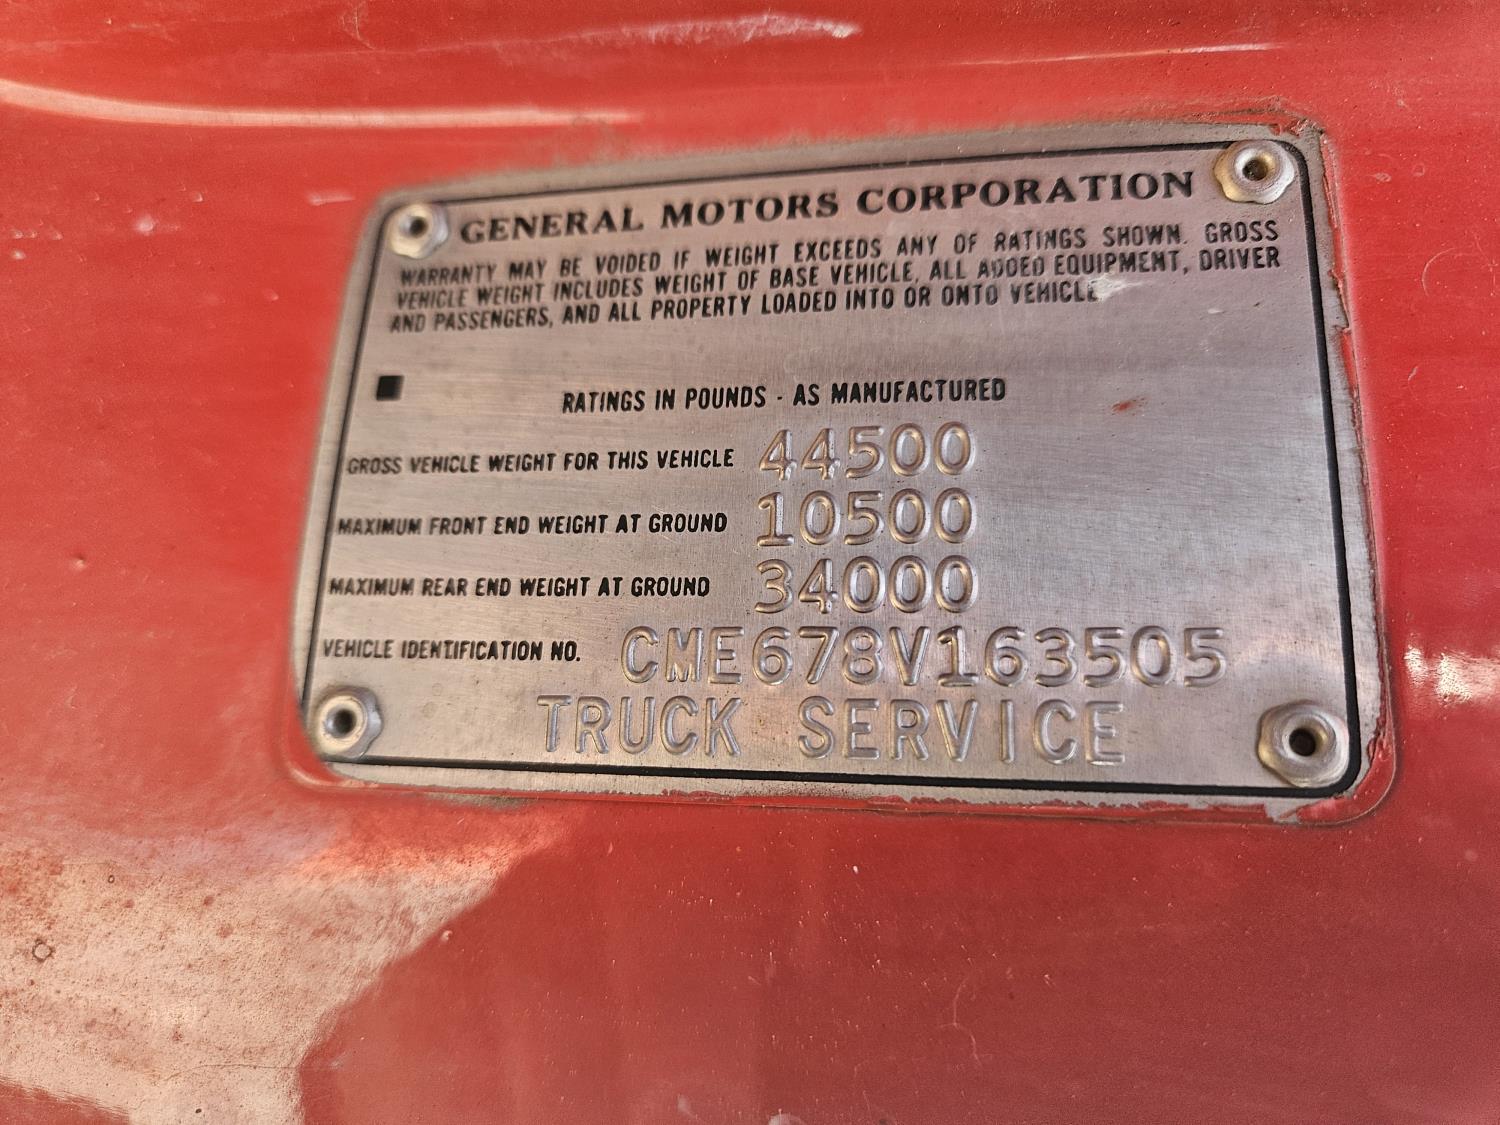 GENERAL MOTORS CORPORATION
WARRANTY MAY BE VOIDED IF WEIGHT EXCEEDS ANY OF RATINGS SHOWN. GROSS
VEHICLE WEIGHT INCLUDES WEIGHT OF BASE VEHICLE, ALL ADDED EQUIPMENT, DRIVER
AND PASSENGERS, AND ALL PROPERTY LOADED INTO OR ONTO VEHICLE
RATINGS IN POUNDS - AS MANUFACTURED
GROSS VEHICLE WEIGHT FOR THIS VEHICLE 44500
MAXIMUM FRONT END WEIGHT AT GROUND 10500
MAXIMUM REAR END WEIGHT AT GROUND 34000
VEHICLE IDENTIFICATION NO. CME678V163505
TRUCK SERVICE